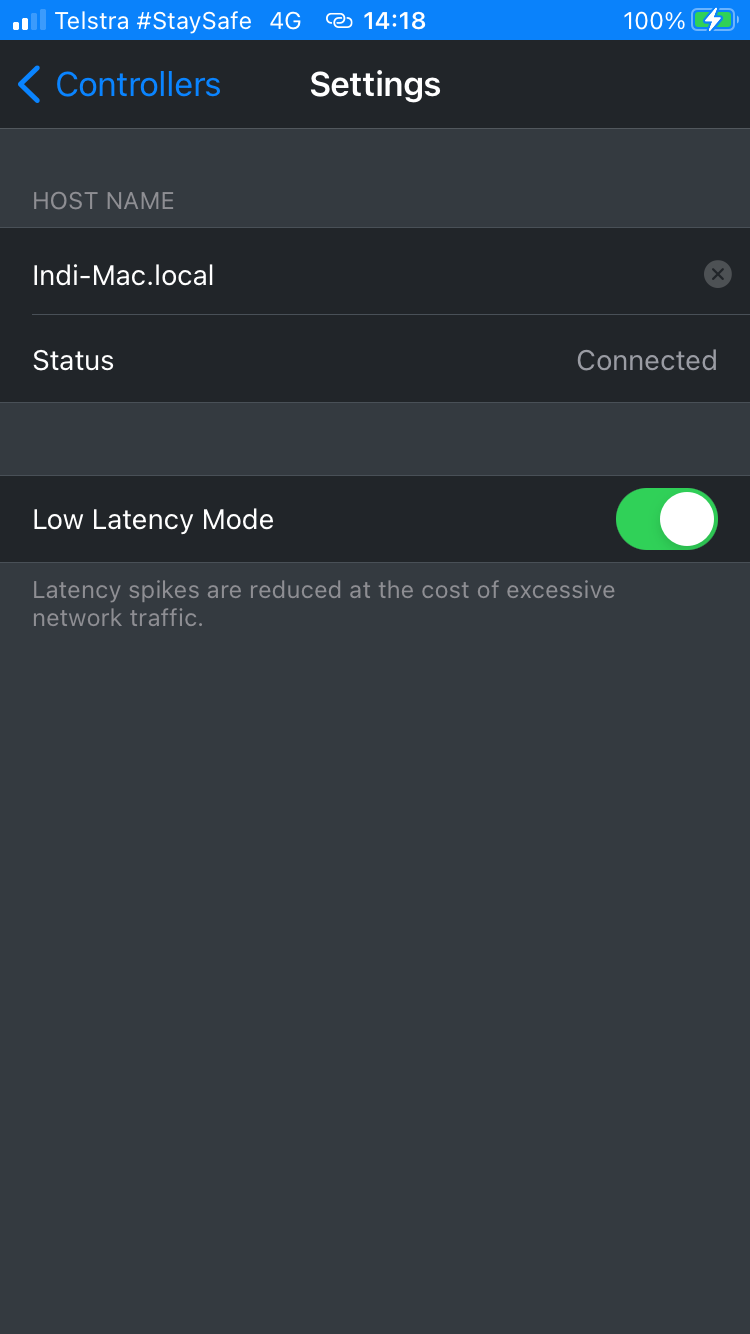 Telstra #StaySafe 4G 14:18 100%
Controllers Settings
HOST NAME
Indi-Mac.local
Status Connected
Low Latency Mode
Latency spikes are reduced at the cost of excessive
network traffic.